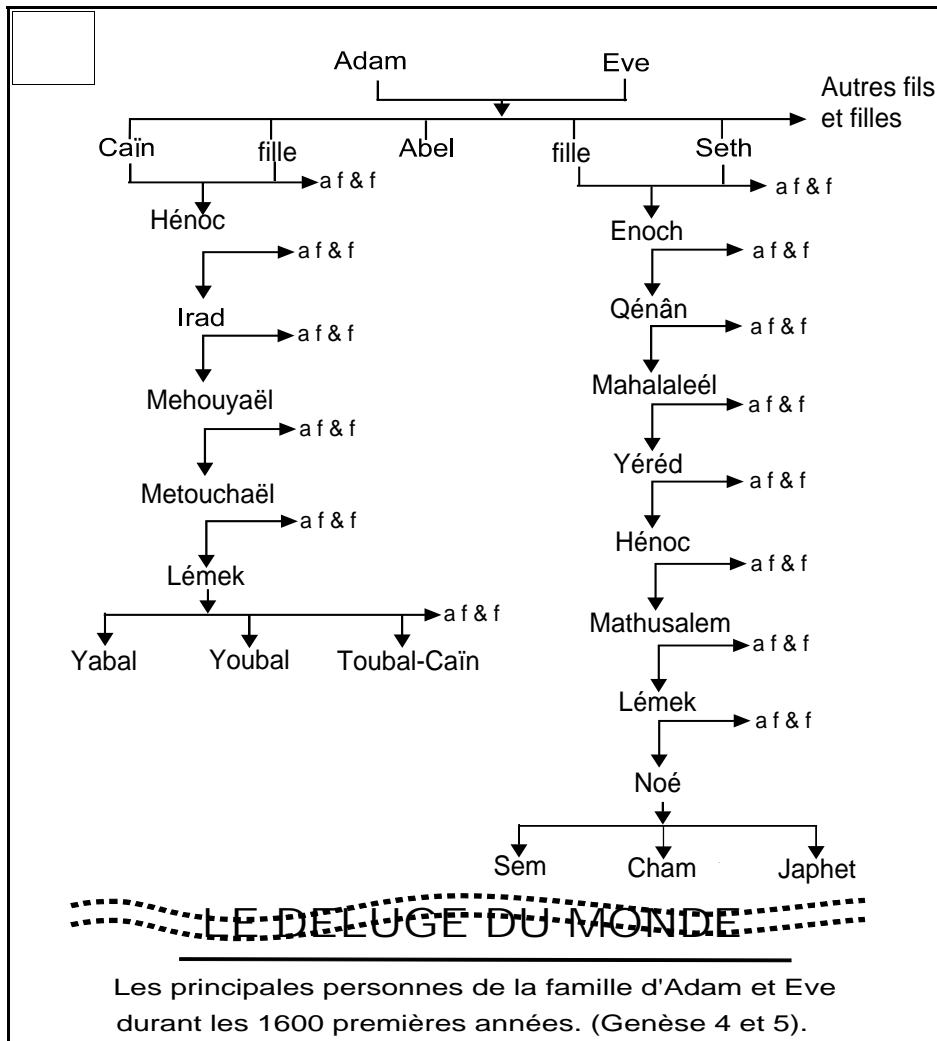 Adam Eve
Autres fils
et filles
Caïn fille Abel fille Seth
a f & f a f & f
Hénoc Enoch
a f & f a f & f
Irad Qénân
a f & f a f & f
Mehouyaël Mahalaleél
a f & f a f & f
Metouchaël Yéréd
a f & f a f & f
Lémek Hénoc
a f & f a f & f
Yabal Youbal Toubal-Caïn Mathusalem
a f & f
Lémek
a f & f
Noé
Sem Cham Japhet
LE DELUGE DU MONDE
Les principales personnes de la famille d'Adam et Eve
durant les 1600 premières années. (Genèse 4 et 5).